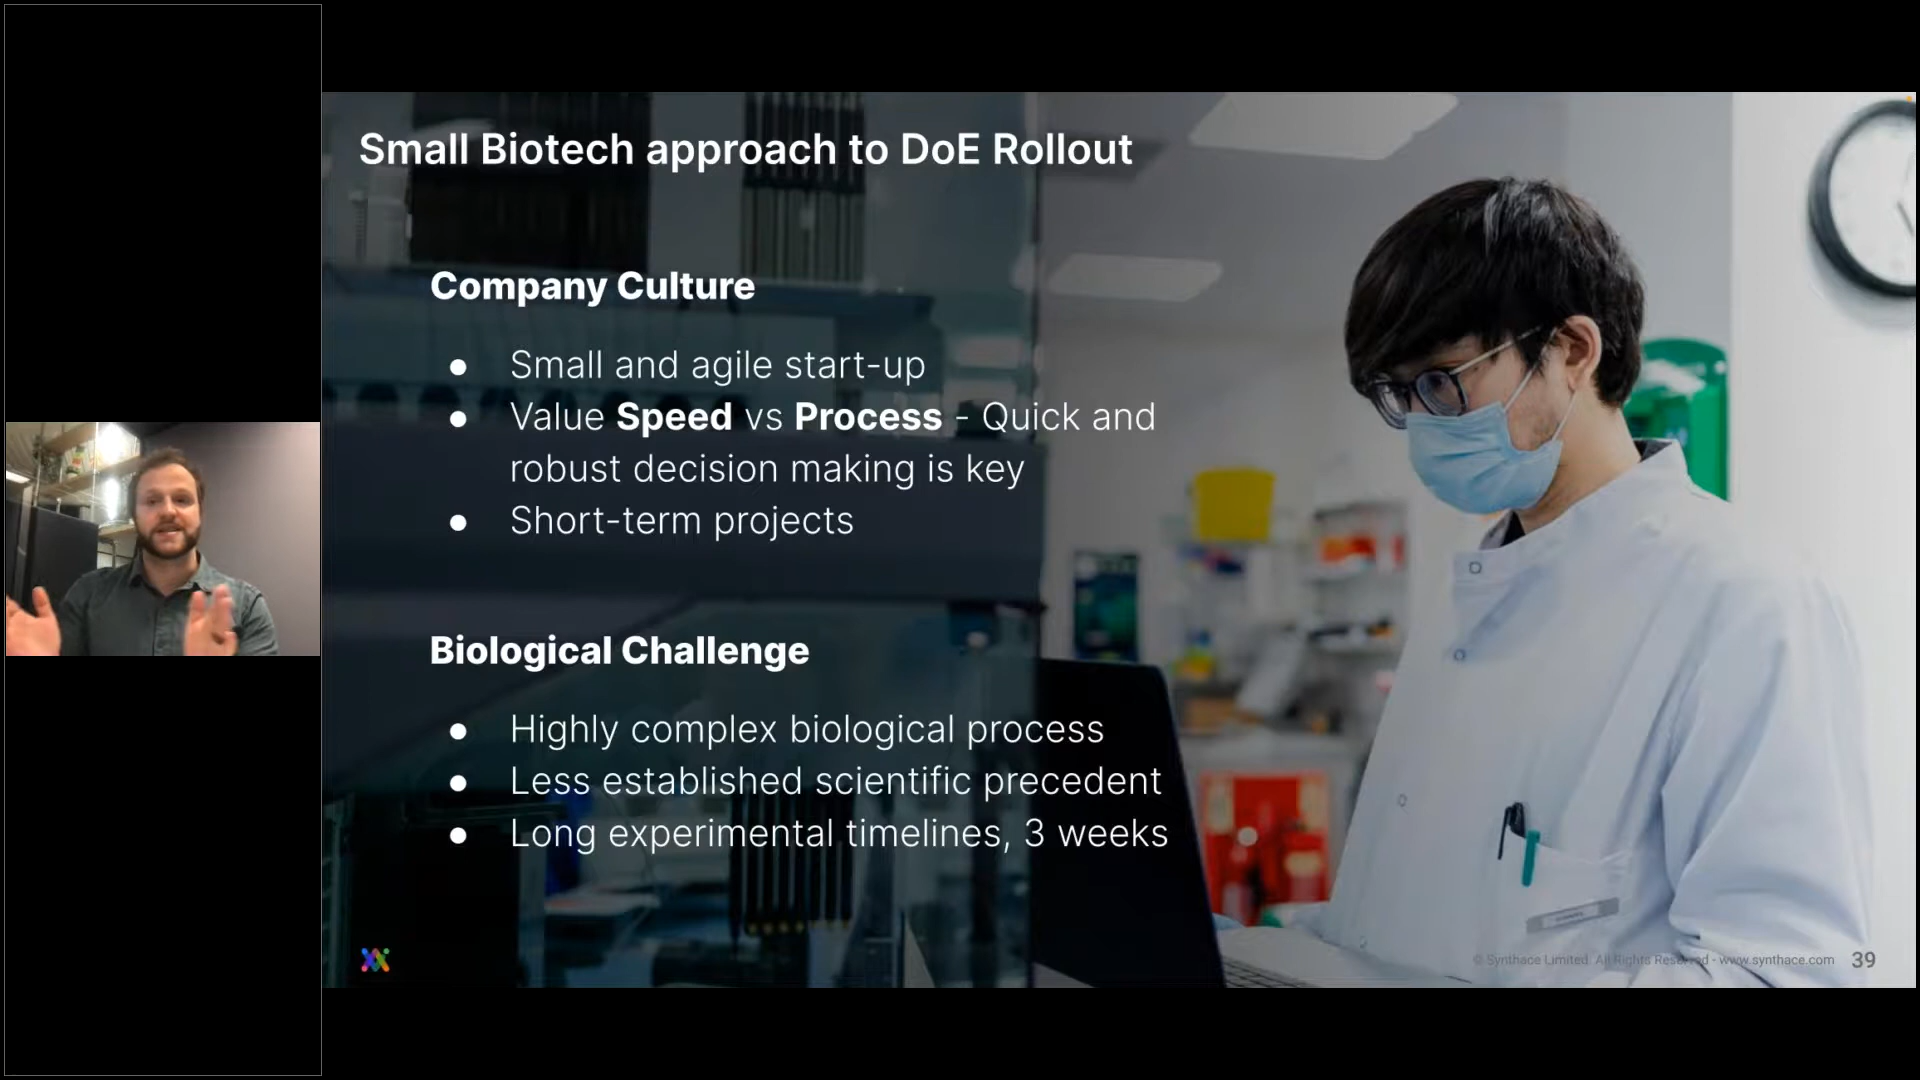 Small Biotech approach to DoE Rollout
Company Culture
● Small and agile start-up
● Value Speed vs Process - Quick and
robust decision making is key
● Short-term projects
Biological Challenge
● Highly complex biological process
● Less established scientific precedent
● Long experimental timelines, 3 weeks
© Synthace Limited. All Rights Reserved - www.synthace.com 39